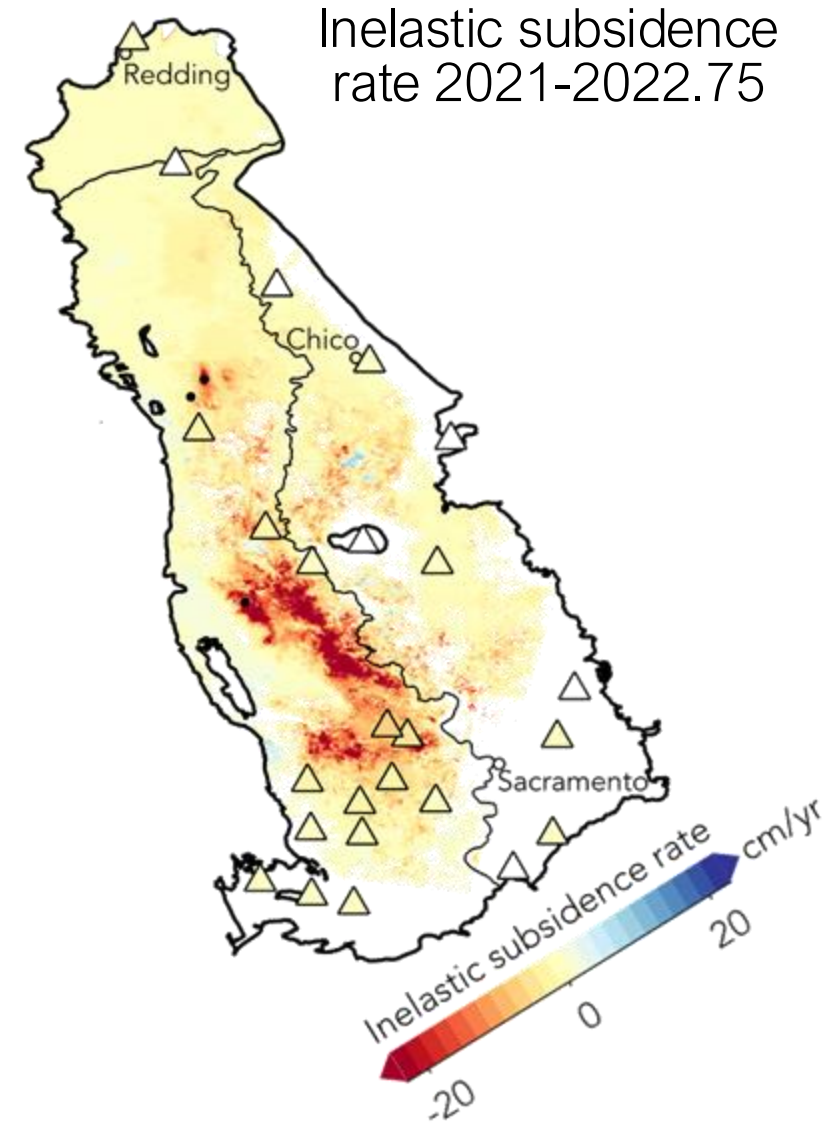 Inelastic subsidence
rate 2021-2022.75
Redding
Chico
Sacramento
Inelastic subsidence rate
cm/yr
-20
0
20